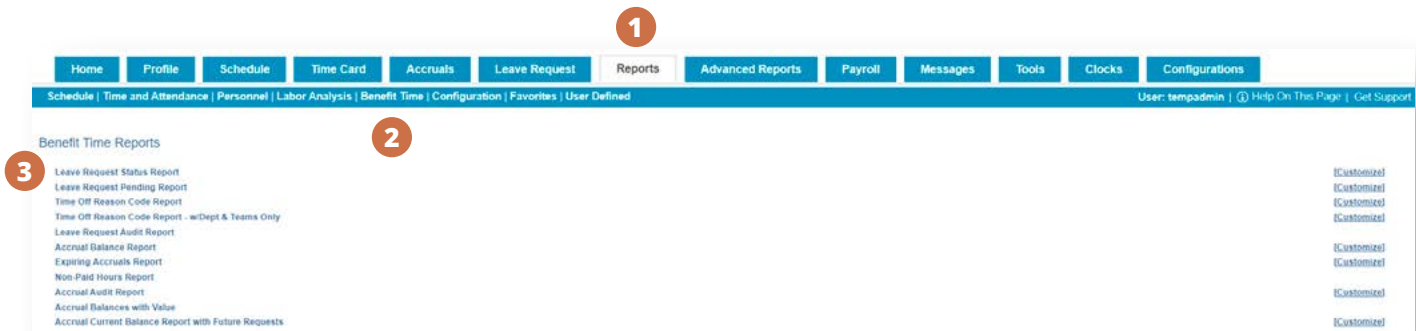 1
Home Profile Schedule Time Card Accruals Leave Request Reports Advanced Reports Payroll Messages Tools Clocks Configurations
Schedule | Time and Attendance | Personnel | Labor Analysis | Benefit Time | Configuration | Favorites | User Defined User: tempadmin | ⓘ Help On This Page | Get Support
2
Benefit Time Reports
3
Leave Request Status Report [Customize]
Leave Request Pending Report [Customize]
Time Off Reason Code Report [Customize]
Time Off Reason Code Report - w/Dept & Teams Only [Customize]
Leave Request Audit Report
Accrual Balance Report [Customize]
Expiring Accruals Report [Customize]
Non-Paid Hours Report
Accrual Audit Report [Customize]
Accrual Balances with Value
Accrual Current Balance Report with Future Requests [Customize]